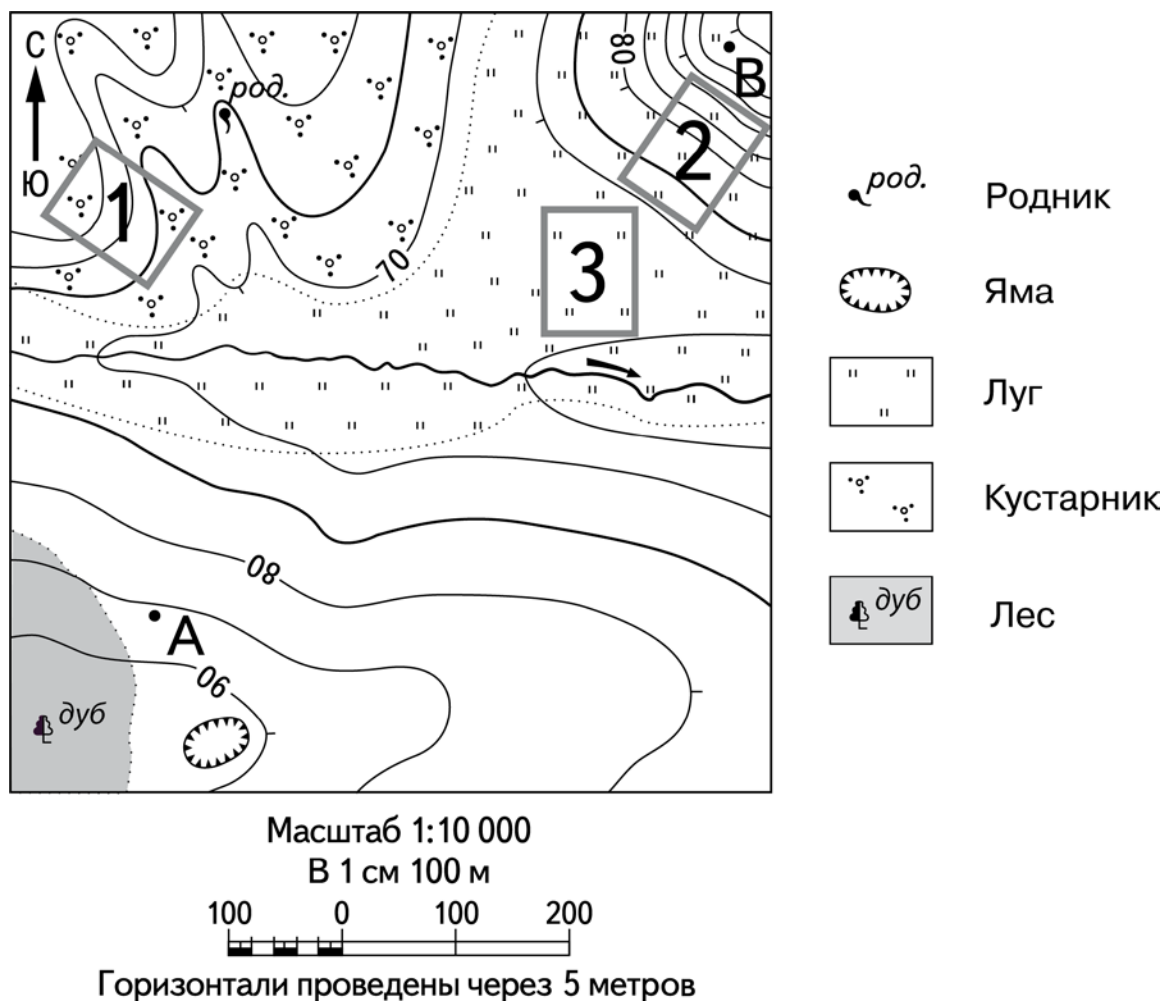 С
Ю
род.
80
В
1
2
3
70
80
А
90
дуб
род.
Родник
Яма
Луг
Кустарник
дуб
Лес
Масштаб 1:10 000
В 1 см 100 м
100 0 100 200
Горизонтали проведены через 5 метров